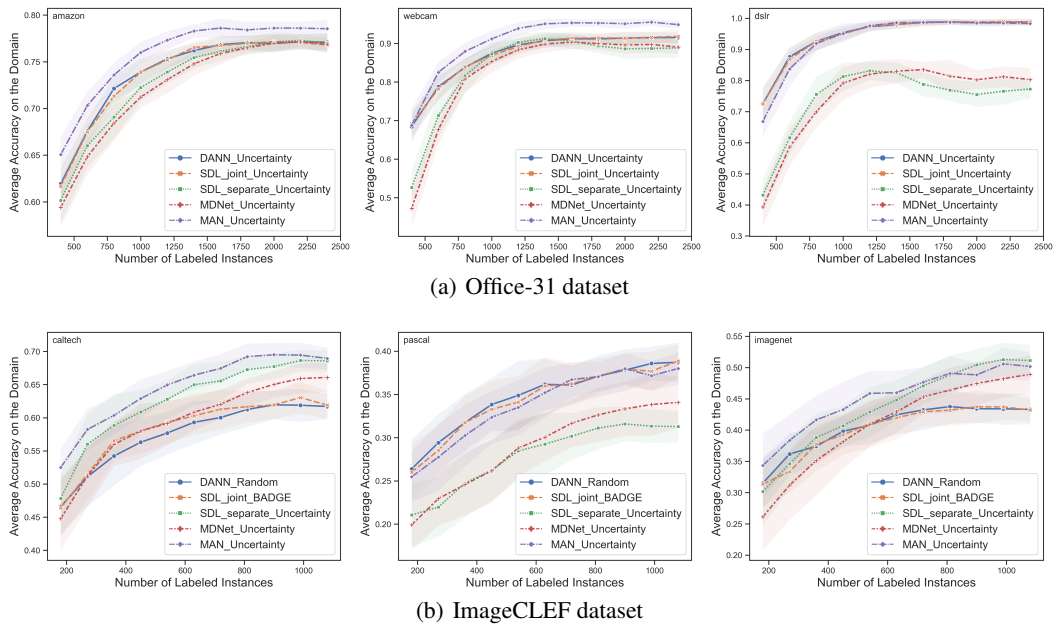 amazon
0.80
0.75
0.70
0.65
0.60
Average Accuracy on the Domain
500 750 1000 1250 1500 1750 2000 2250 2500
Number of Labeled Instances
DANN_Uncertainty
SDL_joint_Uncertainty
SDL_separate_Uncertainty
MDNet_Uncertainty
MAN_Uncertainty
webcam
1.0
0.9
0.8
0.7
0.6
0.5
Average Accuracy on the Domain
500 750 1000 1250 1500 1750 2000 2250 2500
Number of Labeled Instances
DANN_Uncertainty
SDL_joint_Uncertainty
SDL_separate_Uncertainty
MDNet_Uncertainty
MAN_Uncertainty
dslr
1.0
0.9
0.8
0.7
0.6
0.5
0.4
0.3
Average Accuracy on the Domain
500 750 1000 1250 1500 1750 2000 2250 2500
Number of Labeled Instances
DANN_Uncertainty
SDL_joint_Uncertainty
SDL_separate_Uncertainty
MDNet_Uncertainty
MAN_Uncertainty
(a) Office-31 dataset
caltech
0.70
0.65
0.60
0.55
0.50
0.45
0.40
Average Accuracy on the Domain
200 400 600 800 1000
Number of Labeled Instances
DANN_Random
SDL_joint_BADGE
SDL_separate_Uncertainty
MDNet_Uncertainty
MAN_Uncertainty
pascal
0.40
0.35
0.30
0.25
0.20
Average Accuracy on the Domain
200 400 600 800 1000
Number of Labeled Instances
DANN_Random
SDL_joint_BADGE
SDL_separate_Uncertainty
MDNet_Uncertainty
MAN_Uncertainty
imagenet
0.55
0.50
0.45
0.40
0.35
0.30
0.25
0.20
Average Accuracy on the Domain
200 400 600 800 1000
Number of Labeled Instances
DANN_Random
SDL_joint_BADGE
SDL_separate_Uncertainty
MDNet_Uncertainty
MAN_Uncertainty
(b) ImageCLEF dataset